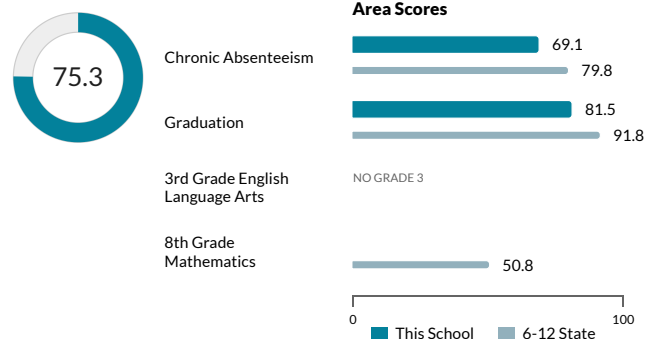 Area Scores
75.3
Chronic Absenteeism
69.1
79.8
Graduation
81.5
91.8
3rd Grade English
Language Arts
NO GRADE 3
8th Grade
Mathematics
50.8
0
100
This School
6-12 State